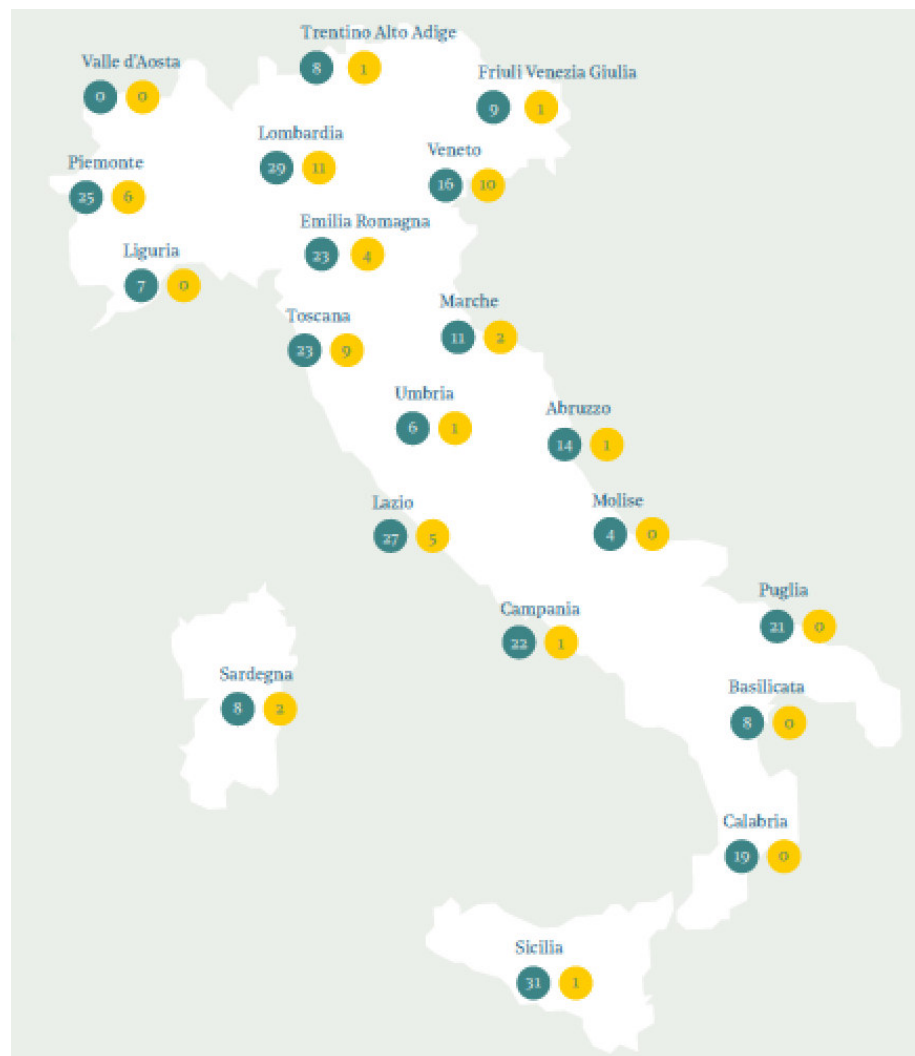 Trentino Alto Adige
8 1
Valle d'Aosta
0 0
Friuli Venezia Giulia
9 1
Lombardia
29 11
Veneto
16 10
Piemonte
25 6
Emilia Romagna
23 4
Liguria
7 0
Marche
11 2
Toscana
23 9
Umbria
6 1
Abruzzo
14 1
Lazio
27 5
Molise
4 0
Puglia
21 0
Campania
22 1
Sardegna
8 2
Basilicata
8 0
Calabria
19 0
Sicilia
31 1